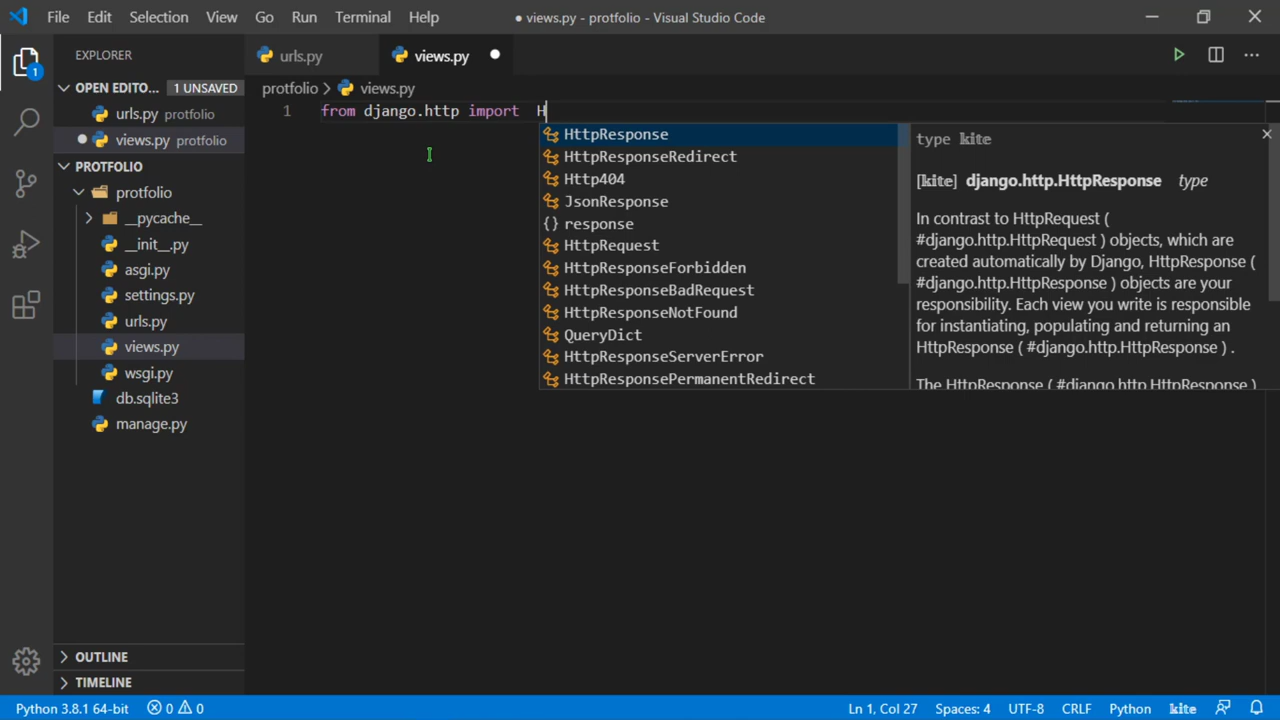 File Edit Selection View Go Run Terminal Help
● views.py - protfolio - Visual Studio Code
EXPLORER
OPEN EDITO... 1 UNSAVED
urls.py protfolio
views.py protfolio
PROTFOLIO
protfolio
__pycache__
__init__.py
asgi.py
settings.py
urls.py
views.py
wsgi.py
db.sqlite3
manage.py
OUTLINE
TIMELINE
1
urls.py
views.py
protfolio > views.py
1 from django.http import  H
HttpResponse
HttpResponseRedirect
Http404
JsonResponse
{} response
HttpRequest
HttpResponseForbidden
HttpResponseBadRequest
HttpResponseNotFound
QueryDict
HttpResponseServerError
HttpResponsePermanentRedirect
type kite
[kite] django.http.HttpResponse type
In contrast to HttpRequest (
#django.http.HttpRequest ) objects, which are
created automatically by Django, HttpResponse (
#django.http.HttpResponse ) objects are your
responsibility. Each view you write is responsible
for instantiating, populating and returning an
HttpResponse ( #django.http.HttpResponse ) .
The HttpResponse ( #django.http.HttpResponse )
Python 3.8.1 64-bit 0 0
Ln 1, Col 27 Spaces: 4 UTF-8 CRLF Python kite